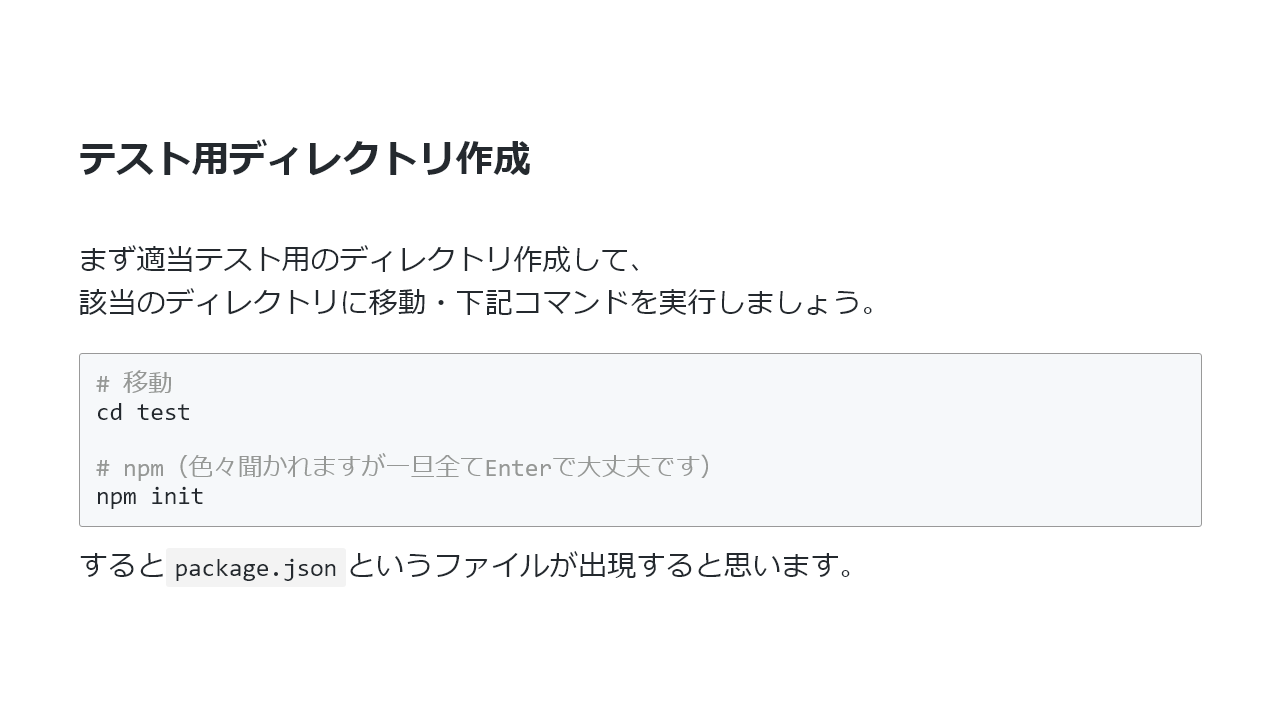 テスト用ディレクトリ作成
まず適当テスト用のディレクトリ作成して、
該当のディレクトリに移動・下記コマンドを実行しましょう。
# 移動
cd test
# npm（色々聞かれますが一旦全てEnterで大丈夫です）
npm init
するとpackage.jsonというファイルが出現すると思います。